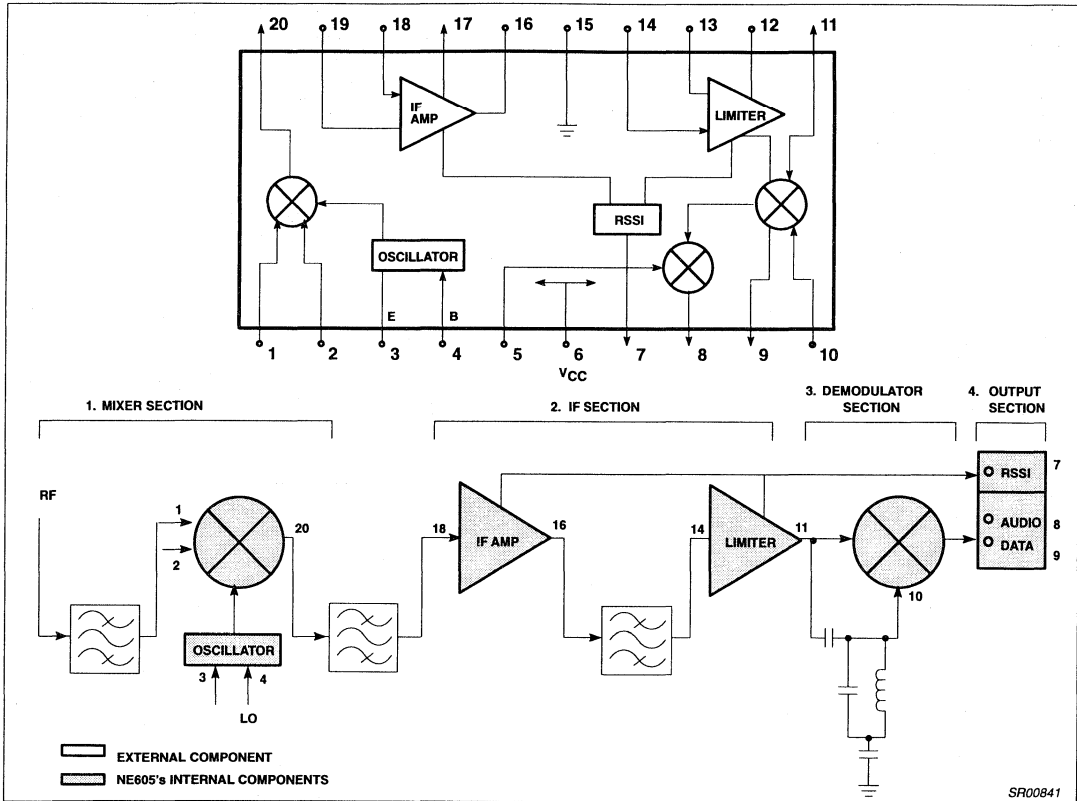 20 19 18 17 16 15 14 13 12 11
IF
AMP
LIMITER
RSSI
OSCILLATOR
E B
1 2 3 4 5 6 7 8 9 10
VCC
1. MIXER SECTION
2. IF SECTION
3. DEMODULATOR
SECTION
4. OUTPUT
SECTION
RF
1
2
20
18
IF AMP
16
14
LIMITER
11
10
RSSI
7
AUDIO
8
DATA
9
OSCILLATOR
3 4
LO
EXTERNAL COMPONENT
NE605's INTERNAL COMPONENTS
SR00841